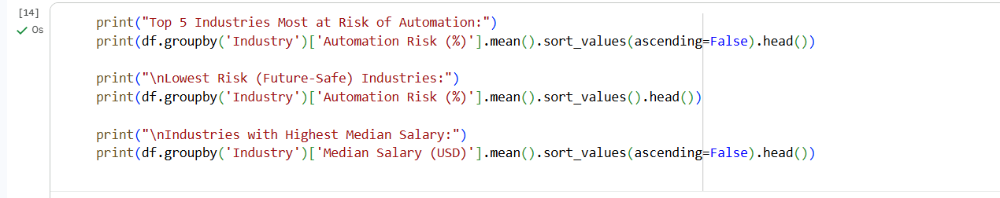 [14]
0s
print("Top 5 Industries Most at Risk of Automation:")
print(df.groupby('Industry')['Automation Risk (%)'].mean().sort_values(ascending=False).head())
print("\nLowest Risk (Future-Safe) Industries:")
print(df.groupby('Industry')['Automation Risk (%)'].mean().sort_values().head())
print("\nIndustries with Highest Median Salary:")
print(df.groupby('Industry')['Median Salary (USD)'].mean().sort_values(ascending=False).head())